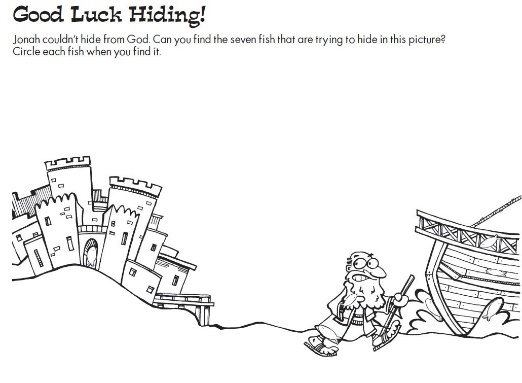 Good Luck Hiding!
Jonah couldn't hide from God. Can you find the seven fish that are trying to hide in this picture?
Circle each fish when you find it.